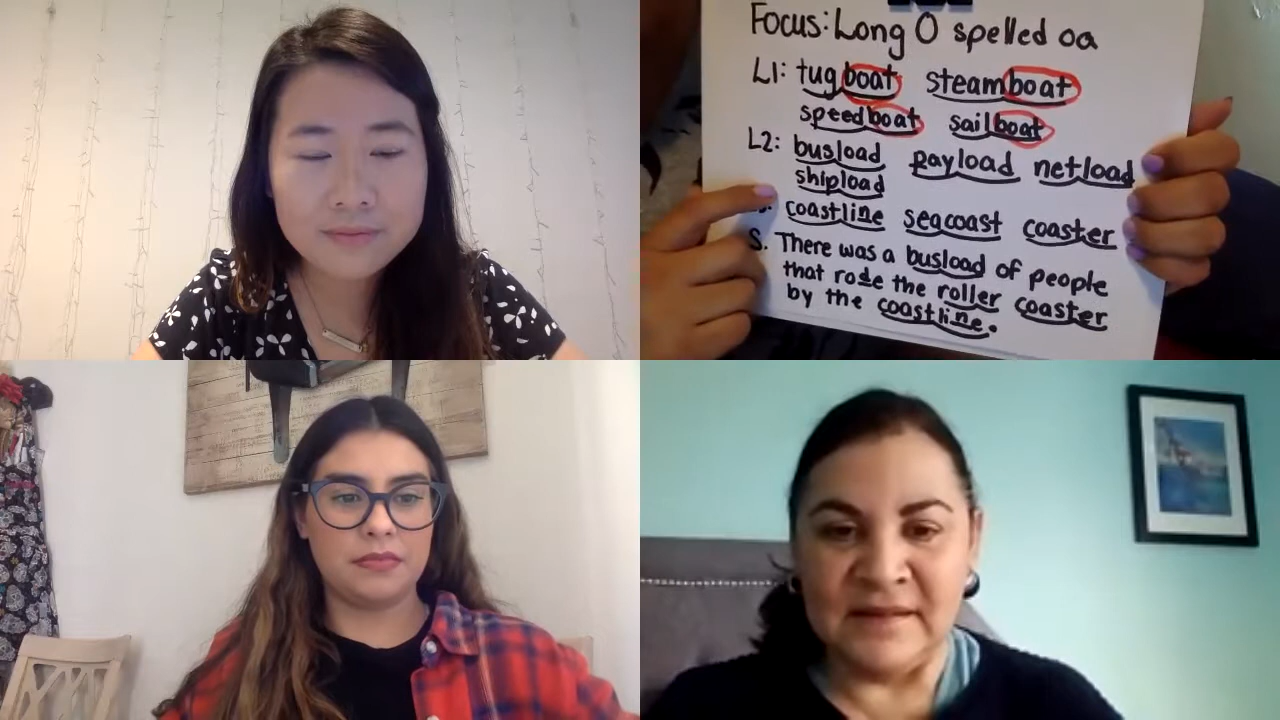 Focus: Long O spelled oa
L1: tugboat steamboat
speedboat sailboat
L2: busload payload netload
shipload
coastline seacoast coaster
S. There was a busload of people
that rode the roller coaster
by the coastline.